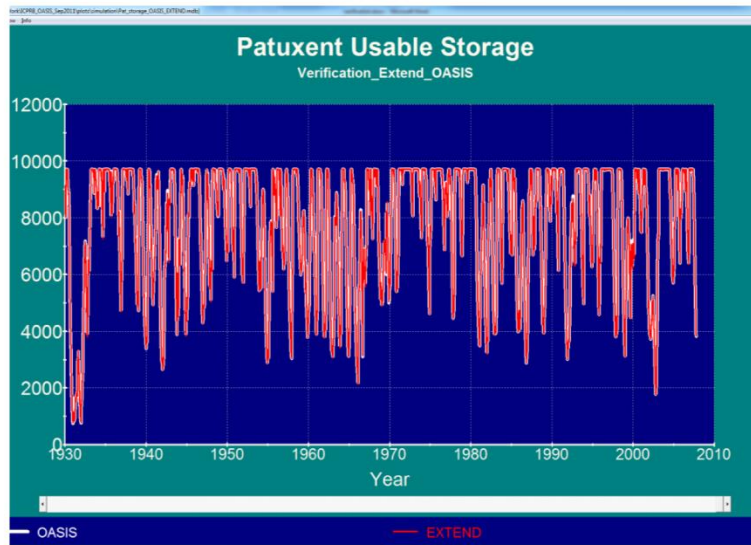 Patuxent Usable Storage
Verification_Extend_OASIS
12000
10000
8000
6000
4000
2000
0
1930 1940 1950 1960 1970 1980 1990 2000 2010
Year
OASIS EXTEND